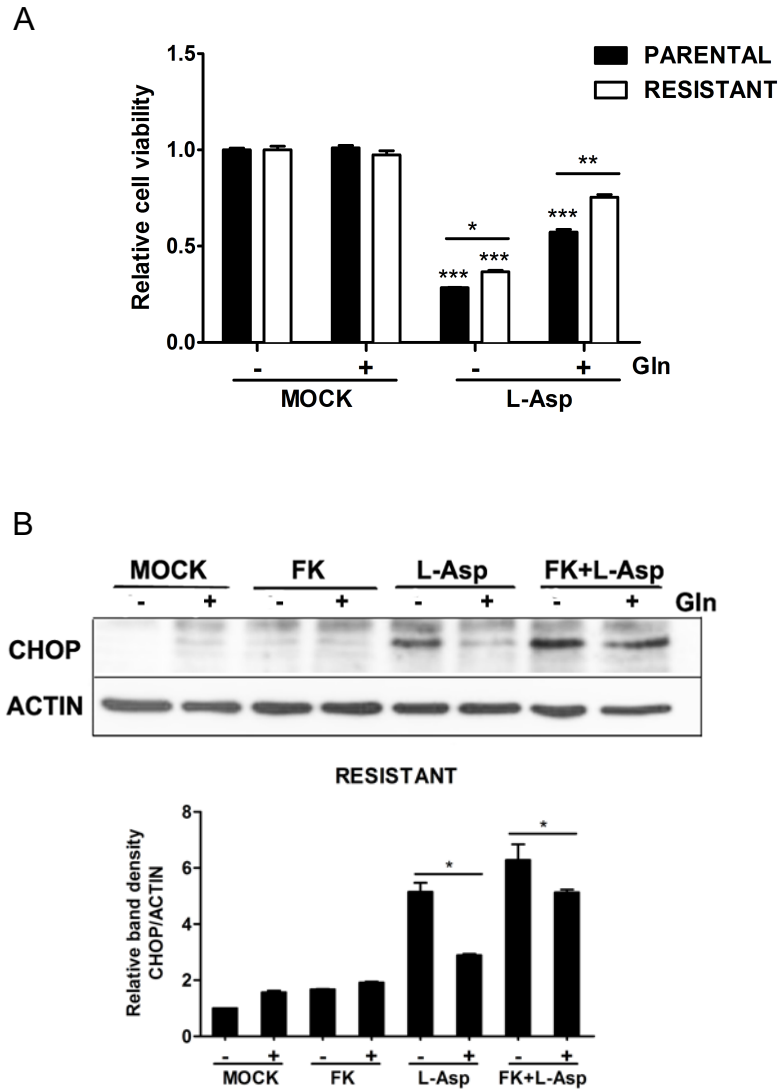 A
PARENTAL
RESISTANT
Relative cell viability
1.5
1.0
0.5
0.0
**
***
*
***
***
- + - + Gln
MOCK L-Asp
B
MOCK FK L-Asp FK+L-Asp
- + - + - + - + Gln
CHOP
ACTIN
RESISTANT
Relative band density
CHOP/ACTIN
8
6
4
2
0
*
*
- + - + - + - +
MOCK FK L-Asp FK+L-Asp